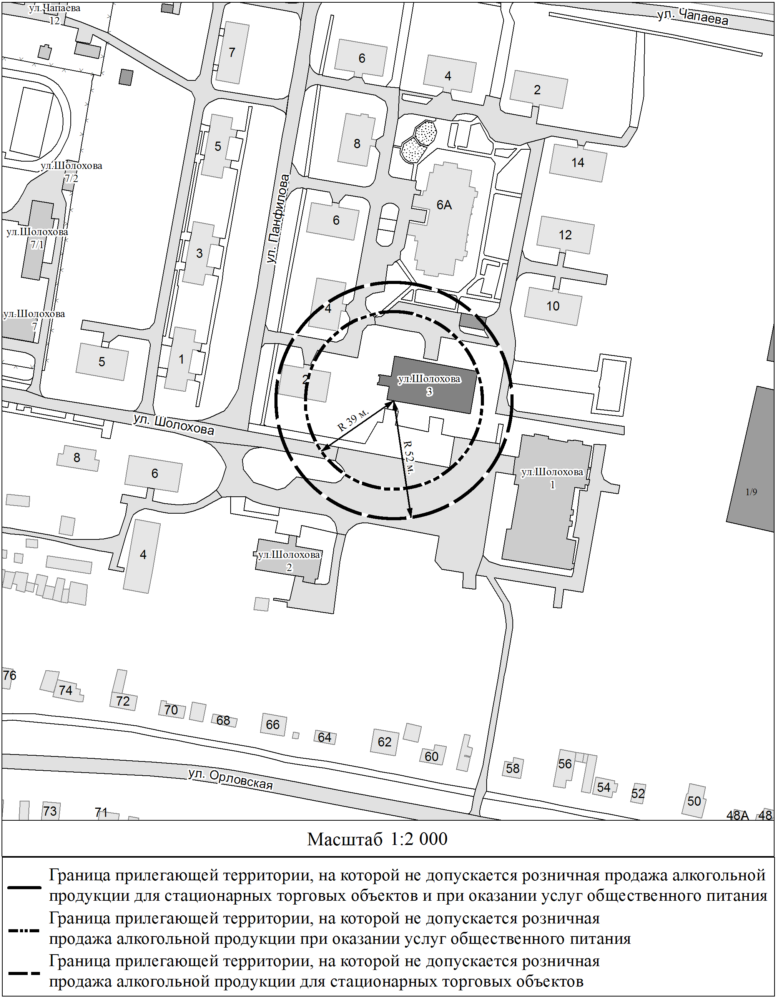 ул.Чапаева
12
ул. Чапаева
7
6
4
2
5
8
14
ул.Шолохова
7/2
ул. Панфилова
6А
6
12
ул.Шолохова
7/1
3
4
10
ул.Шолохова
7
5
1
2
ул.Шолохова
3
R 39 м.
R 52 м.
ул. Шолохова
8
6
ул.Шолохова
1
1/9
4
ул.Шолохова
2
76
74
72
70
68
66
64
62
60
58
56
54
52
50
48А
48
ул. Орловская
73
71
Масштаб 1:2 000
Граница прилегающей территории, на которой не допускается розничная продажа алкогольной
продукции для стационарных торговых объектов и при оказании услуг общественного питания
Граница прилегающей территории, на которой не допускается розничная
продажа алкогольной продукции при оказании услуг общественного питания
Граница прилегающей территории, на которой не допускается розничная
продажа алкогольной продукции для стационарных торговых объектов